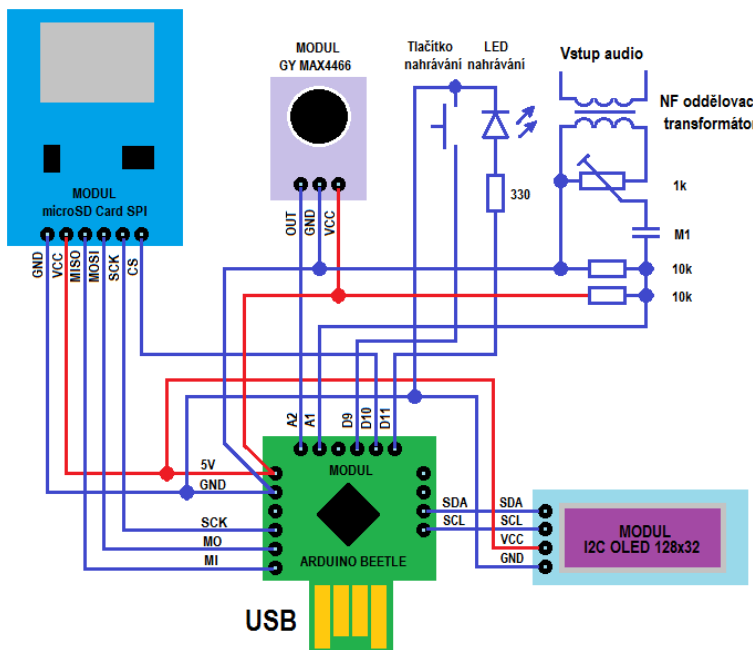 MODUL
GY MAX4466
Tlačítko
nahrávání
LED
nahrávání
Vstup audio
NF oddělovac
transformátor
1k
330
M1
10k
10k
MODUL
microSD Card SPI
GND
VCC
MISO
MOSI
SCK
CS
OUT
GND
VCC
A2
A1
D9
D10
D11
5V
GND
SCK
MO
MI
MODUL
ARDUINO BEETLE
SDA
SCL
SDA
SCL
VCC
GND
MODUL
I2C OLED 128x32
USB